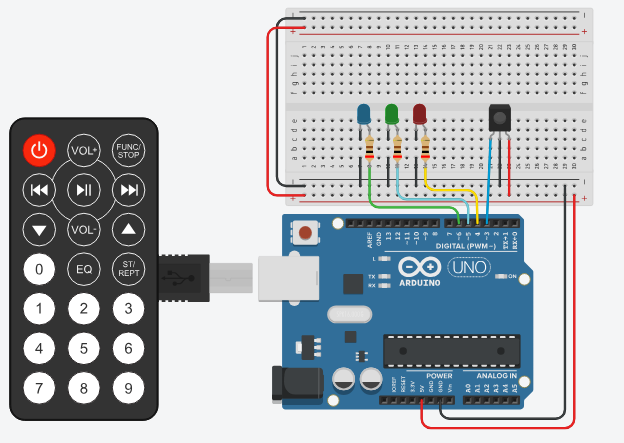 VOL+
FUNC/
STOP
VOL-
0
EQ
ST/
REPT
1
2
3
4
5
6
7
8
9
j
i
h
g
f
e
d
c
b
a
AREF
GND
13
12
~11
~10
~9
8
7
~6
~5
4
~3
2
TX→1
RX←0
DIGITAL (PWM~)
L
TX
RX
UNO
ARDUINO
ON
POWER
ANALOG IN
IOREF
RESET
3.3V
5V
GND
GND
Vin
A0
A1
A2
A3
A4
A5